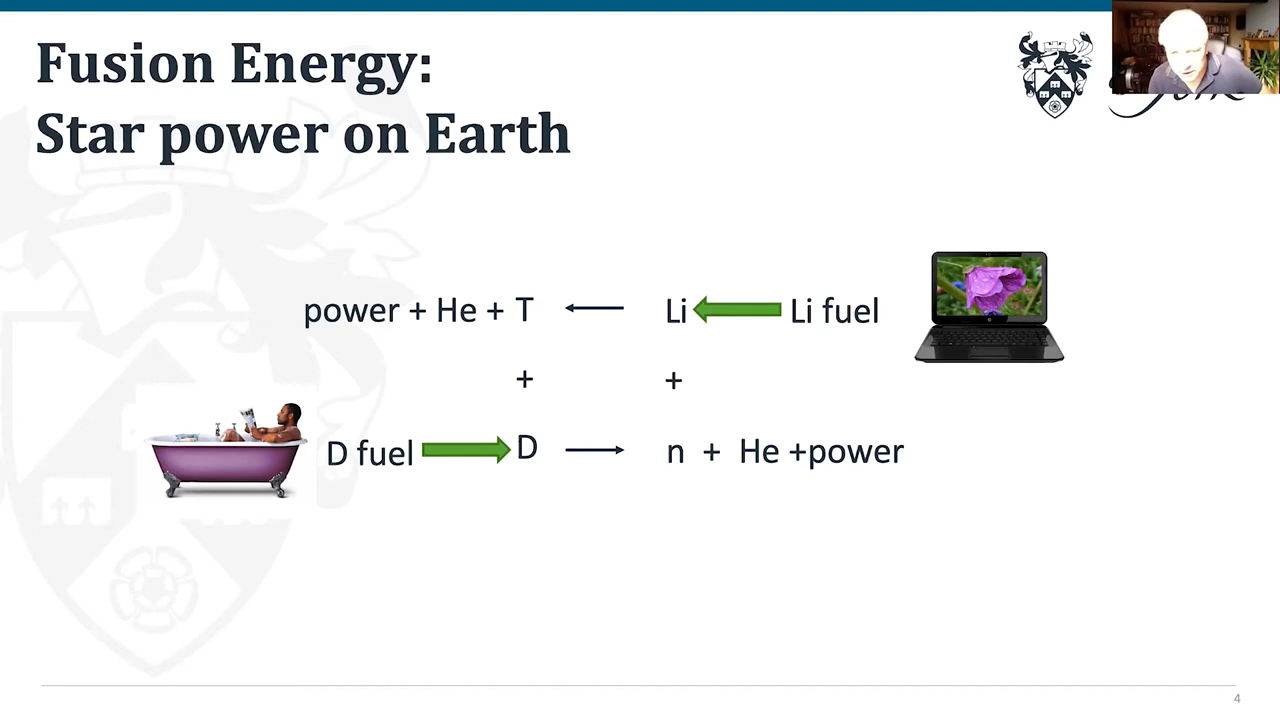 Fusion Energy:
Star power on Earth
power + He + T ← Li ← Li fuel
+ +
D fuel → D → n + He +power
4